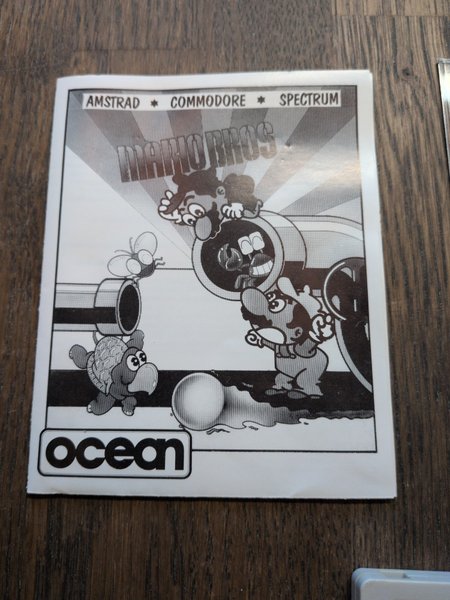 AMSTRAD * COMMODORE * SPECTRUM
MARIO BROS
ocean